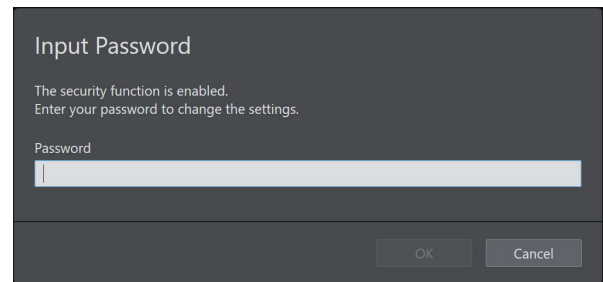 Input Password
The security function is enabled.
Enter your password to change the settings.
Password
OK
Cancel